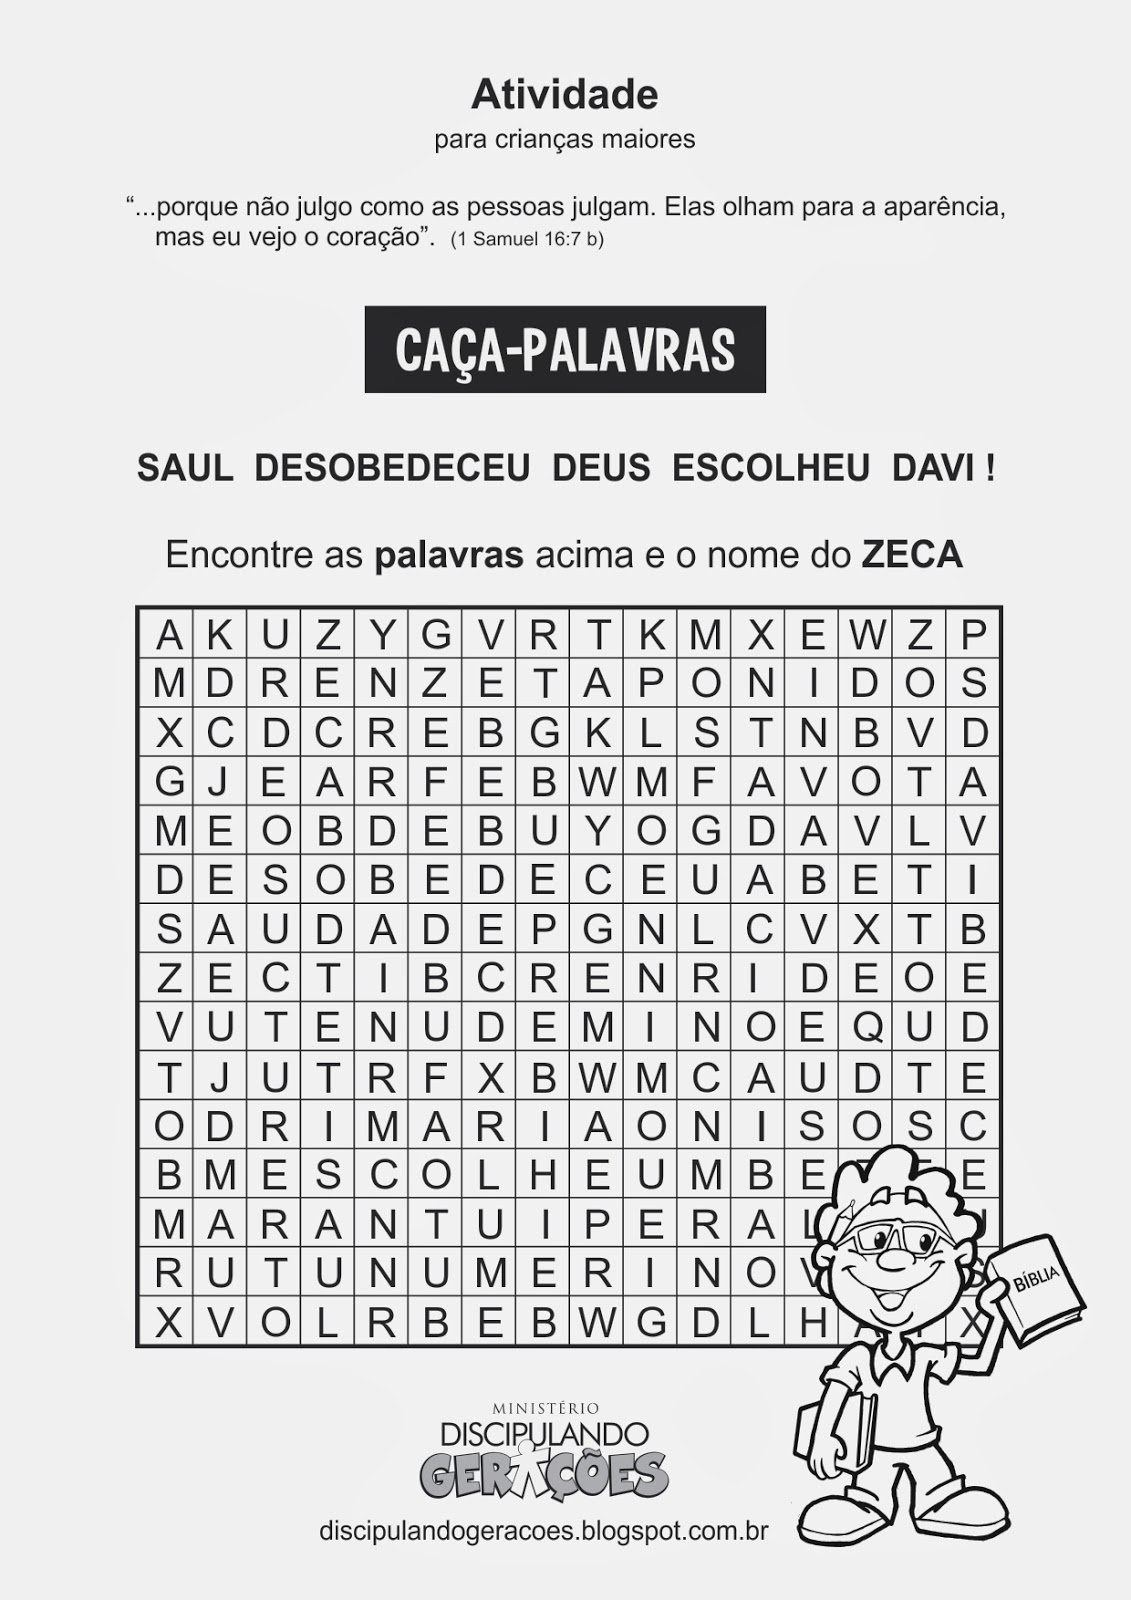 Atividade
para crianças maiores
“...porque não julgo como as pessoas julgam. Elas olham para a aparência,
mas eu vejo o coração”. (1 Samuel 16:7 b)
CAÇA-PALAVRAS
SAUL DESOBEDECEU DEUS ESCOLHEU DAVI !
Encontre as palavras acima e o nome do ZECA
A K U Z Y G V R T K M X E W Z P
M D R E N Z E T A P O N I D O S
X C D C R E B G K L S T N B V D
G J E A R F E B W M F A V O T A
M E O B D E B U Y O G D A V L V
D E S O B E D E C E U A B E T I
S A U D A D E P G N L C V X T B
Z E C T I B C R E N R I D E O E
V U T E N U D E M I N O E Q U D
T J U T R F X B W M C A U D T E
O D R I M A R I A O N I S O S C
B M E S C O L H E U M B E E
M A R A N T U I P E R A L
R U T U N U M E R I N O V
X V O L R B E B W G D L H X
BÍBLIA
MINISTÉRIO
DISCIPULANDO
GERAÇÕES
discipulandogeracoes.blogspot.com.br